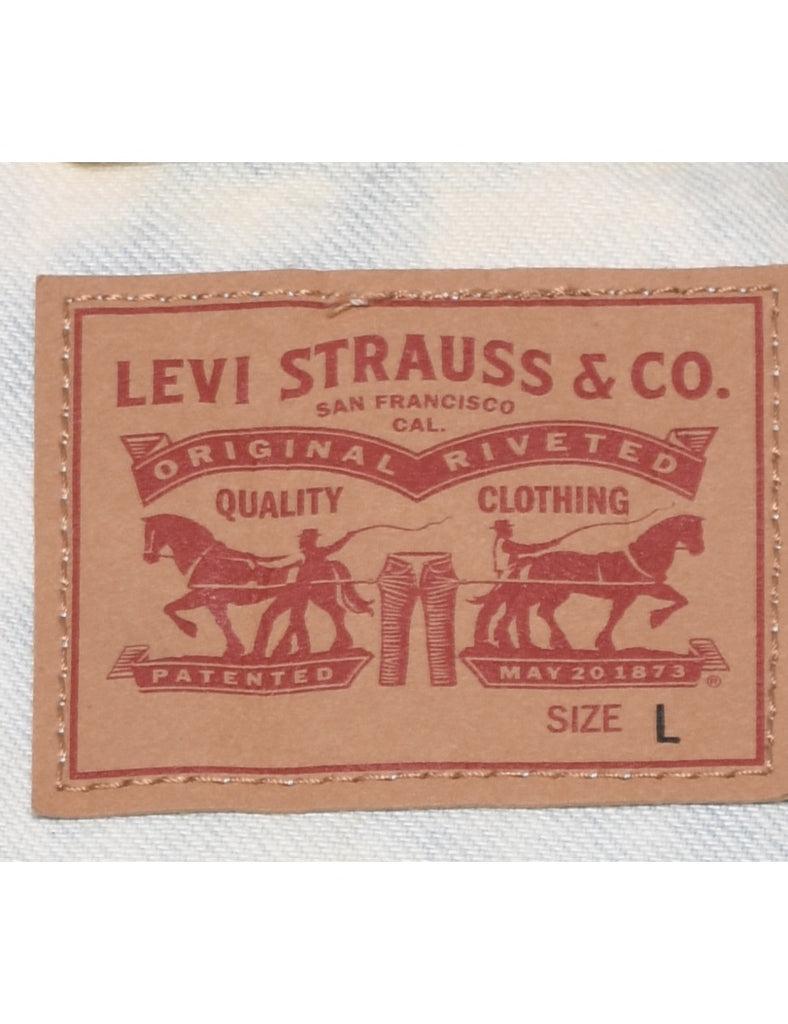 LEVI STRAUSS & CO.
SAN FRANCISCO
CAL.
ORIGINAL RIVETED
QUALITY CLOTHING
PATENTED MAY 20 1873 ®
SIZE L